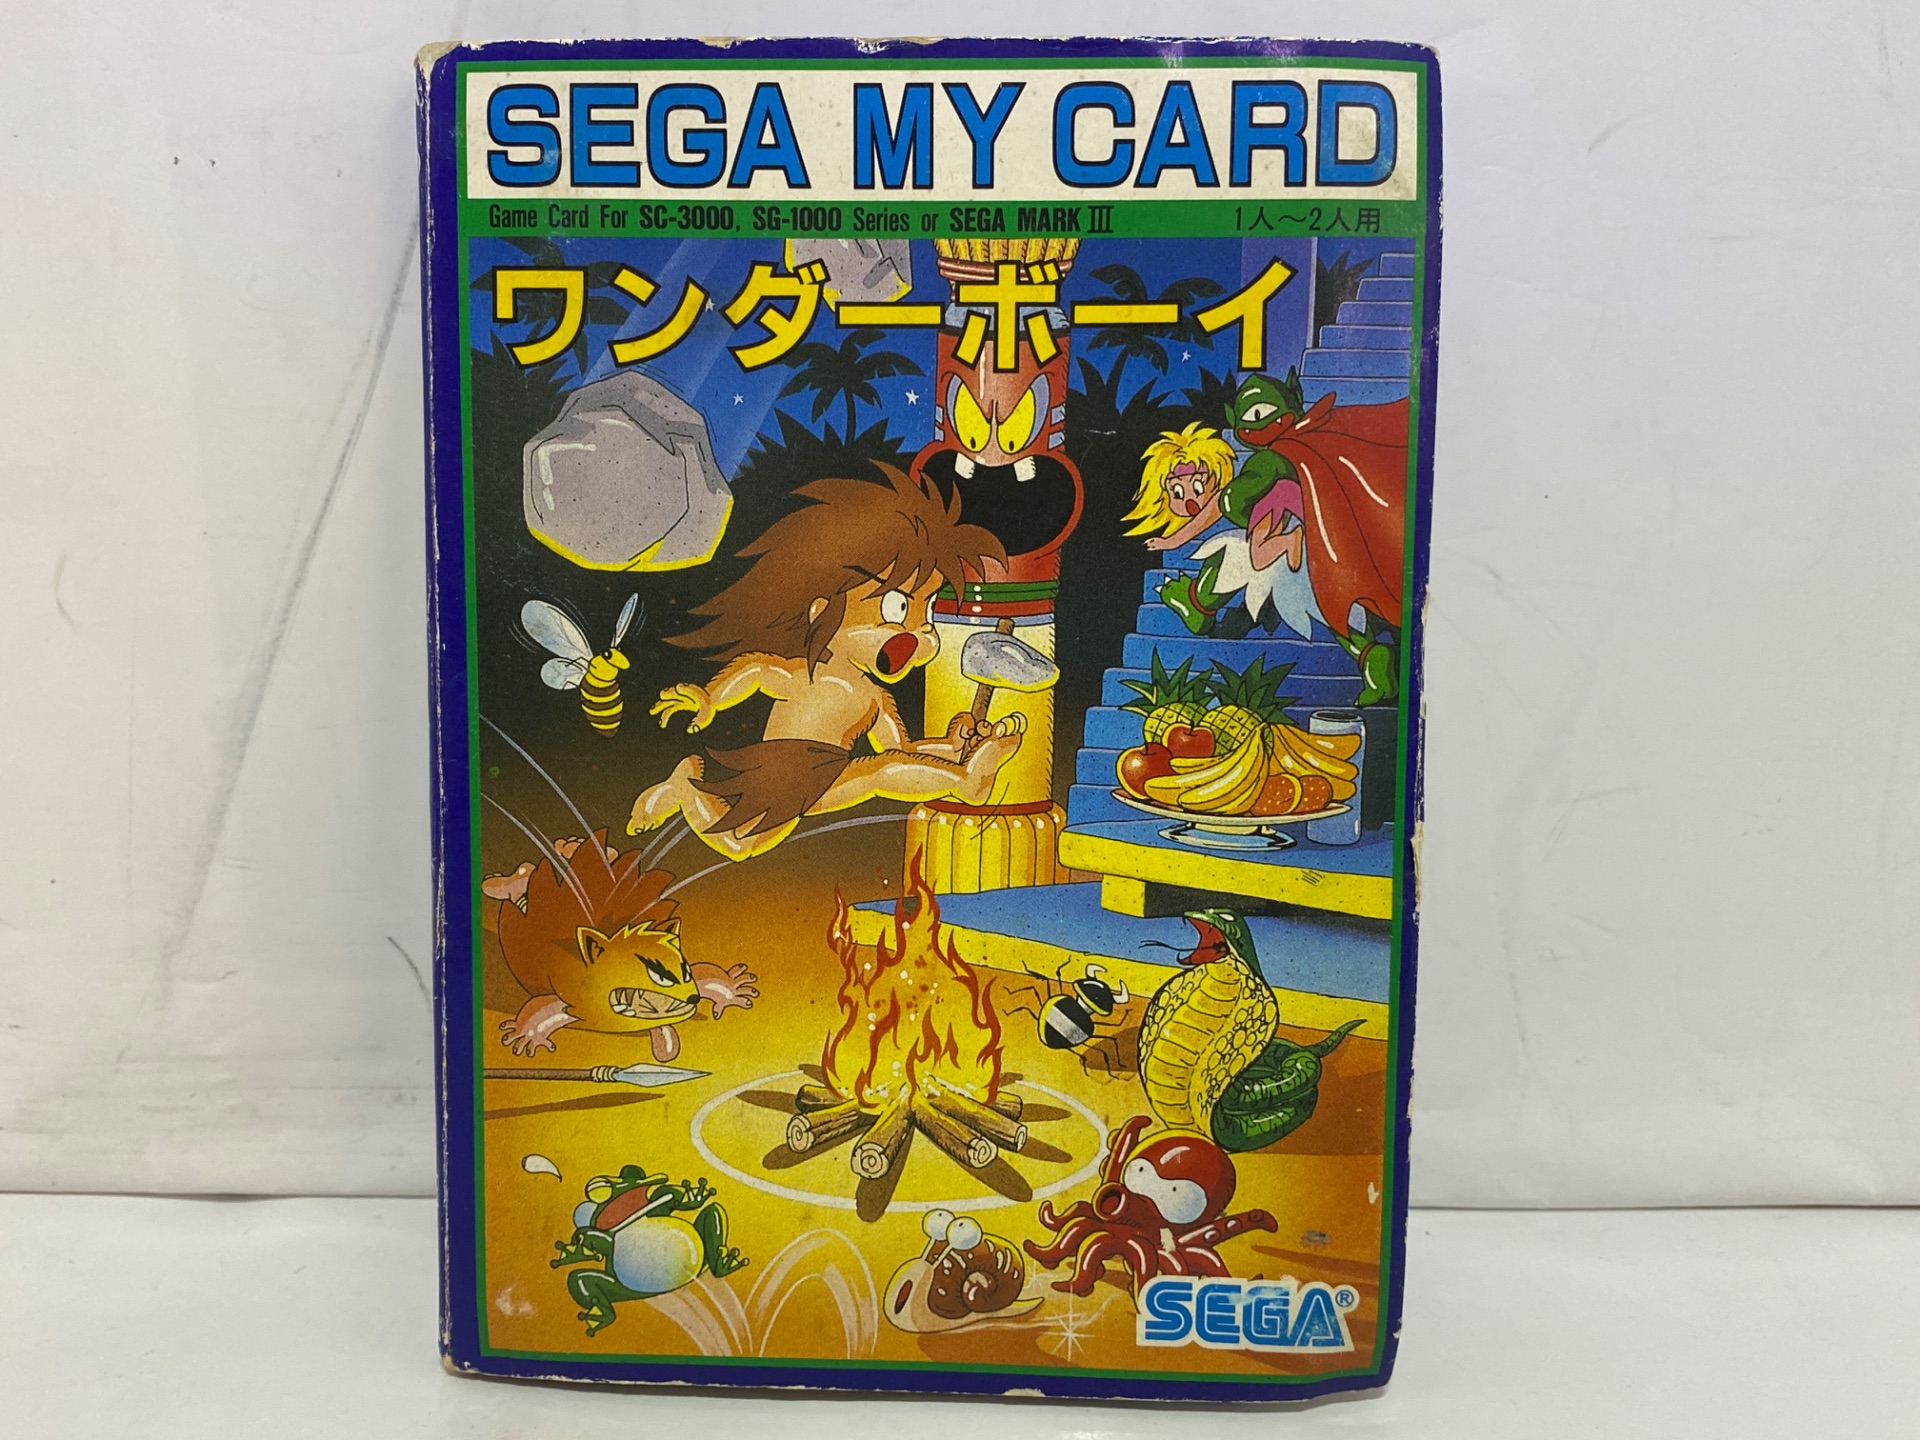 SEGA MY CARD
Game Card For SC-3000, SG-1000 Series or SEGA MARK III 1人〜2人用
ワンダーボーイ
SEGA®